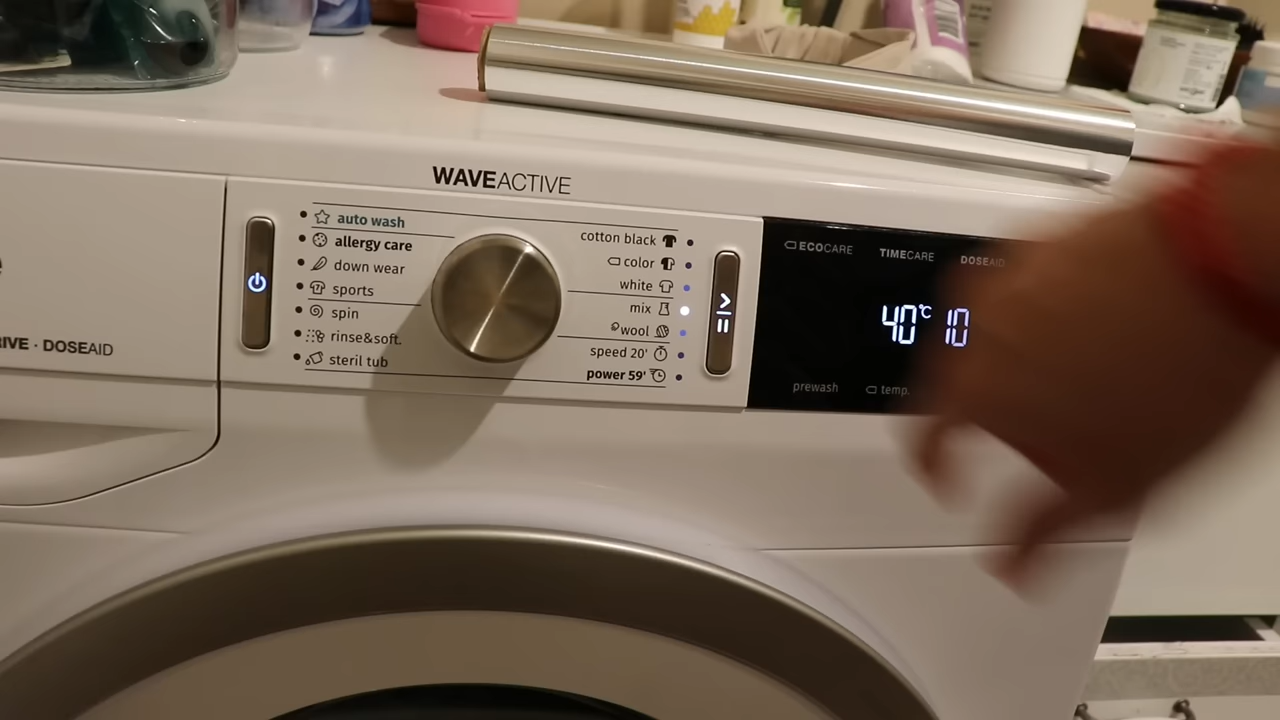 WAVEACTIVE
auto wash
allergy care
down wear
sports
spin
rinse&soft.
steril tub
cotton black
color
white
mix
wool
speed 20'
power 59'
ECOCARE TIMECARE DOSEAID
40°C 10
prewash temp.
RIVE · DOSEAID